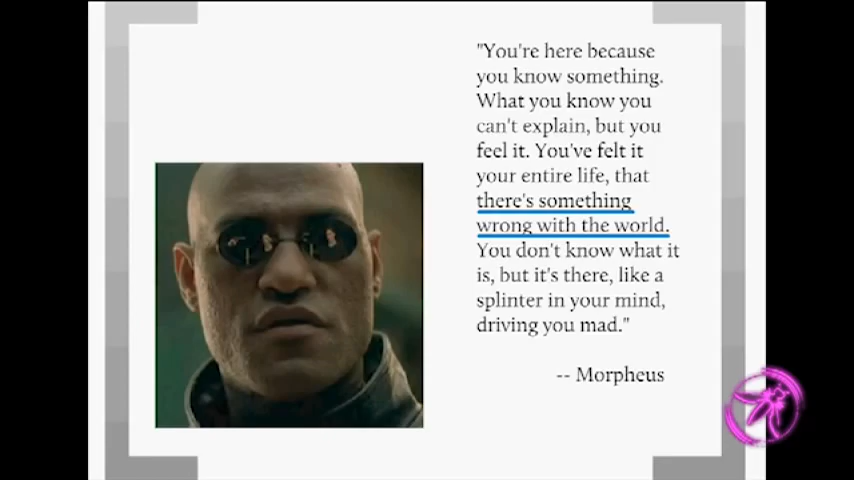 "You're here because
you know something.
What you know you
can't explain, but you
feel it. You've felt it
your entire life, that
there's something
wrong with the world.
You don't know what it
is, but it's there, like a
splinter in your mind,
driving you mad."
-- Morpheus